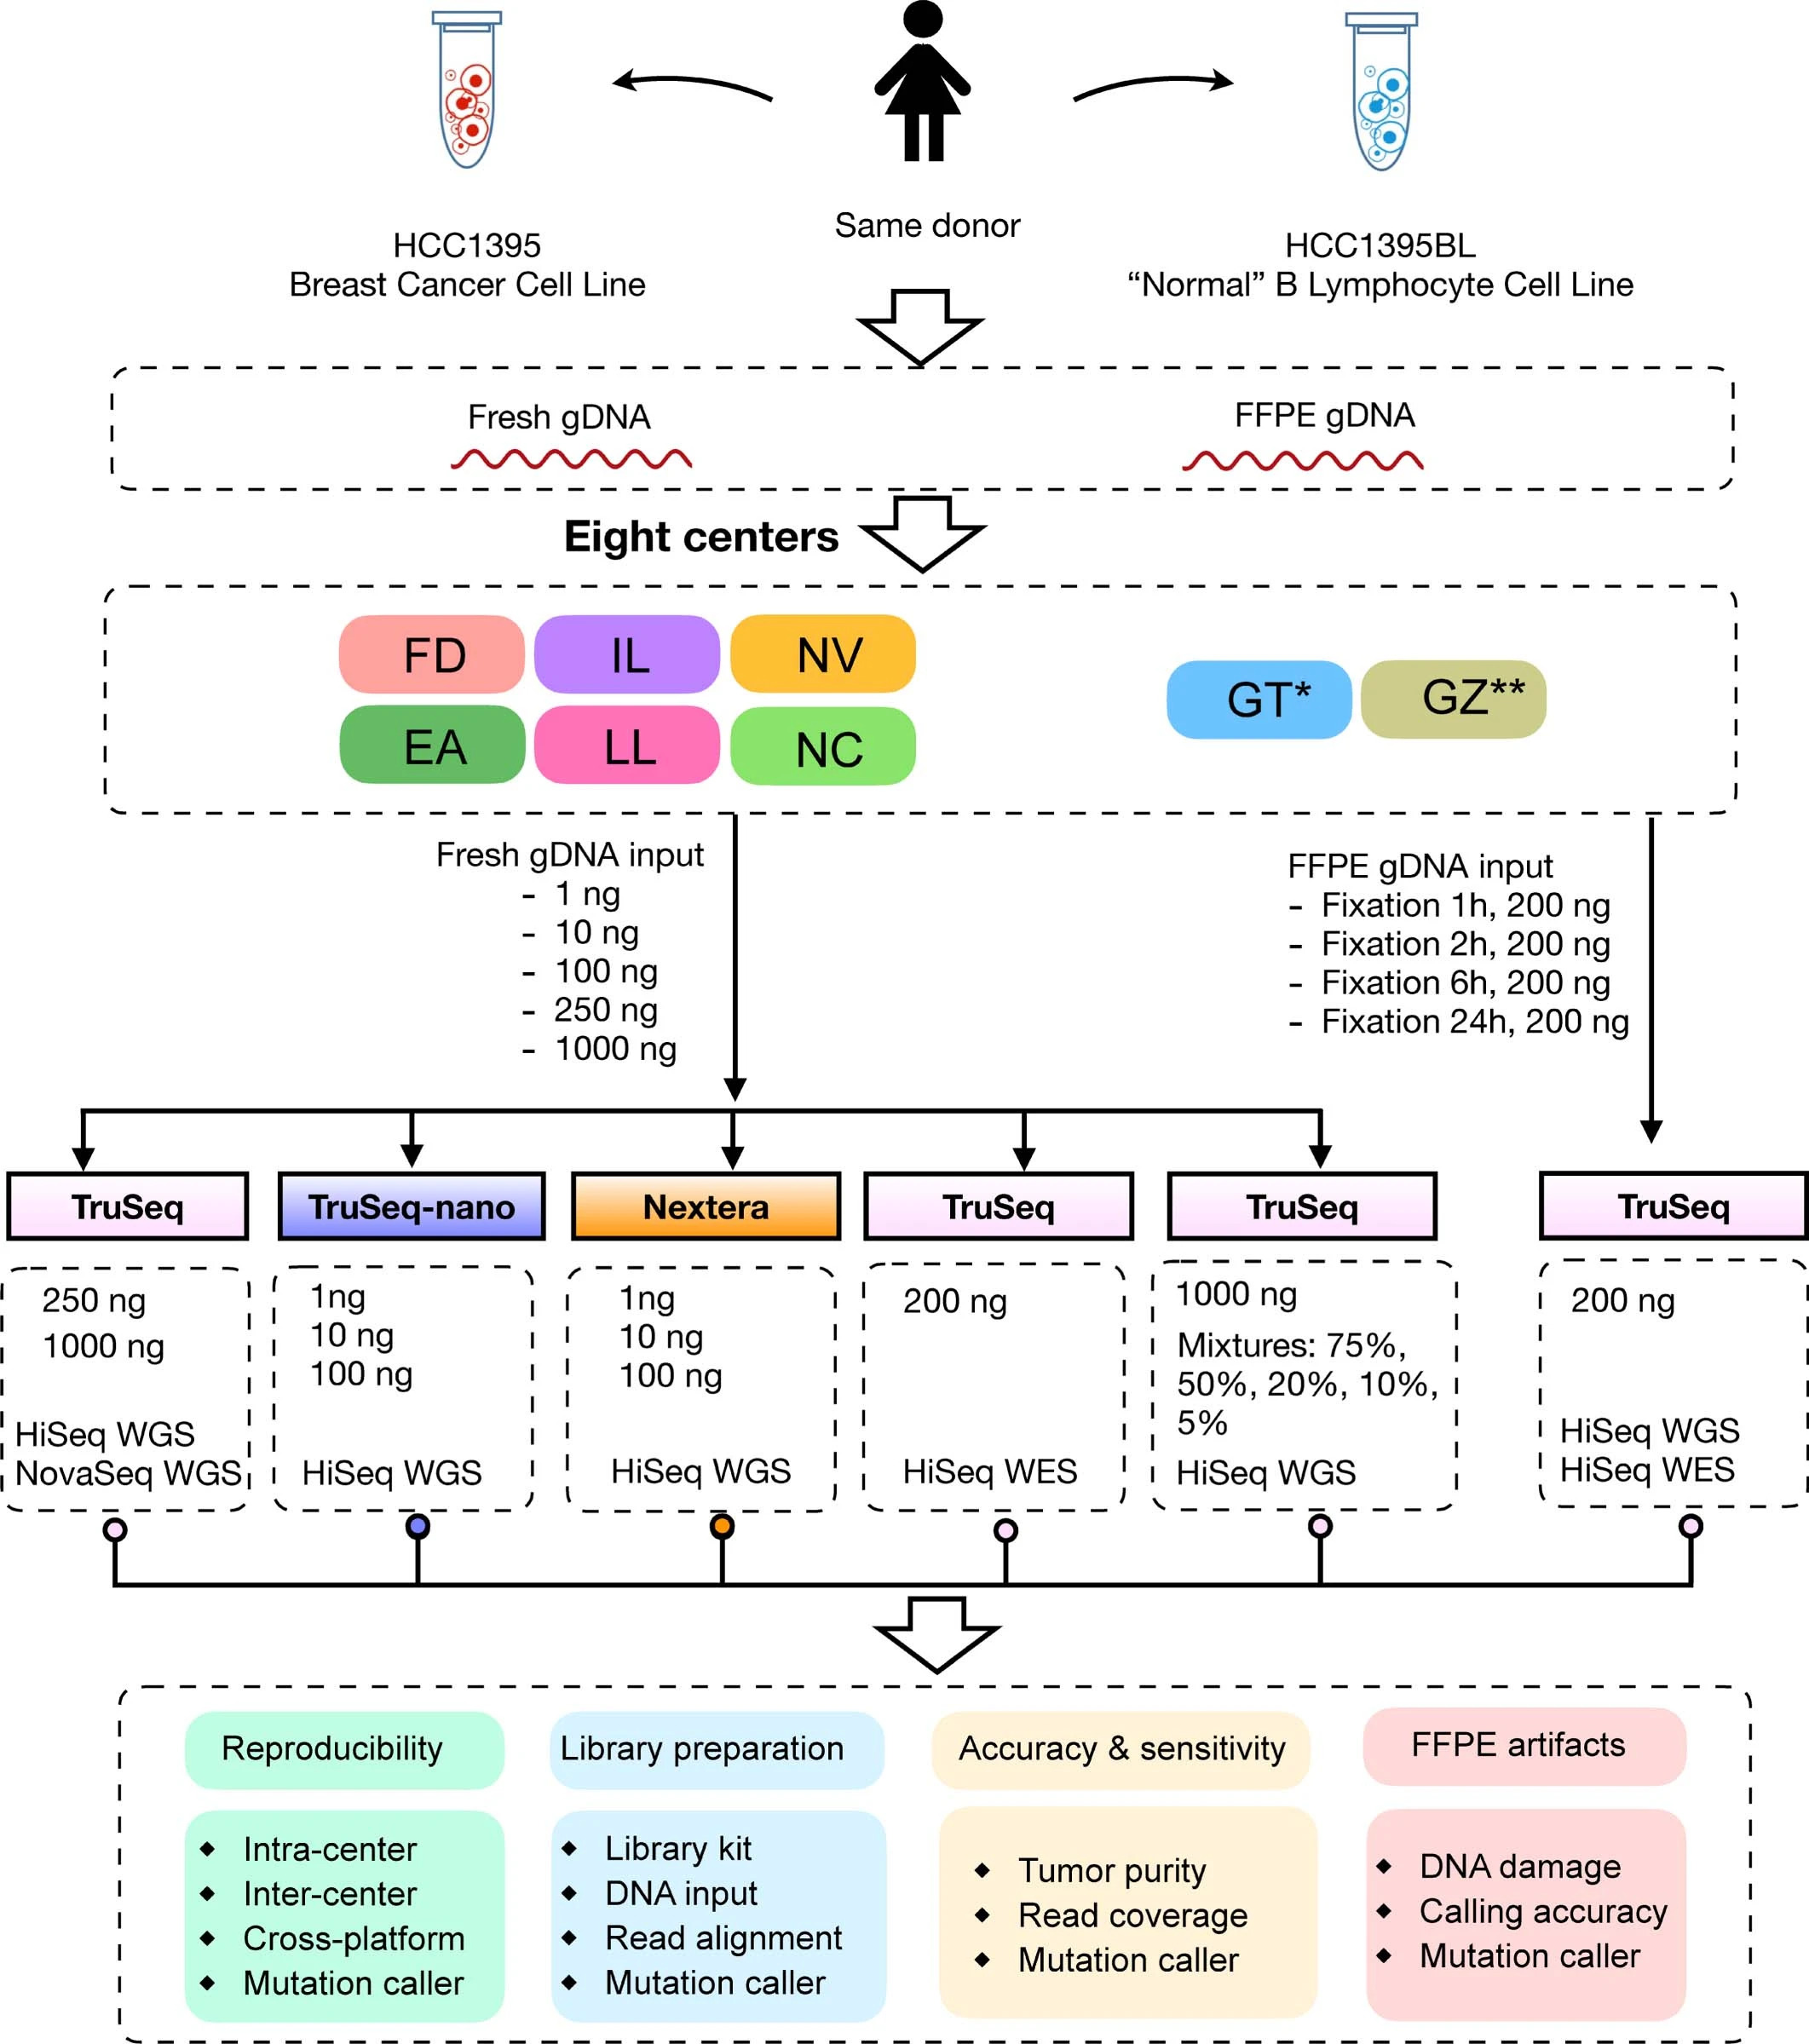 Same donor
HCC1395
Breast Cancer Cell Line
HCC1395BL
“Normal” B Lymphocyte Cell Line
Fresh gDNA
FFPE gDNA
Eight centers
FD
IL
NV
EA
LL
NC
GT*
GZ**
Fresh gDNA input
- 1 ng
- 10 ng
- 100 ng
- 250 ng
- 1000 ng
FFPE gDNA input
- Fixation 1h, 200 ng
- Fixation 2h, 200 ng
- Fixation 6h, 200 ng
- Fixation 24h, 200 ng
TruSeq
250 ng
1000 ng
HiSeq WGS
NovaSeq WGS
TruSeq-nano
1ng
10 ng
100 ng
HiSeq WGS
Nextera
1ng
10 ng
100 ng
HiSeq WGS
TruSeq
200 ng
HiSeq WES
TruSeq
1000 ng
Mixtures: 75%,
50%, 20%, 10%,
5%
HiSeq WGS
TruSeq
200 ng
HiSeq WGS
HiSeq WES
Reproducibility
◆ Intra-center
◆ Inter-center
◆ Cross-platform
◆ Mutation caller
Library preparation
◆ Library kit
◆ DNA input
◆ Read alignment
◆ Mutation caller
Accuracy & sensitivity
◆ Tumor purity
◆ Read coverage
◆ Mutation caller
FFPE artifacts
◆ DNA damage
◆ Calling accuracy
◆ Mutation caller